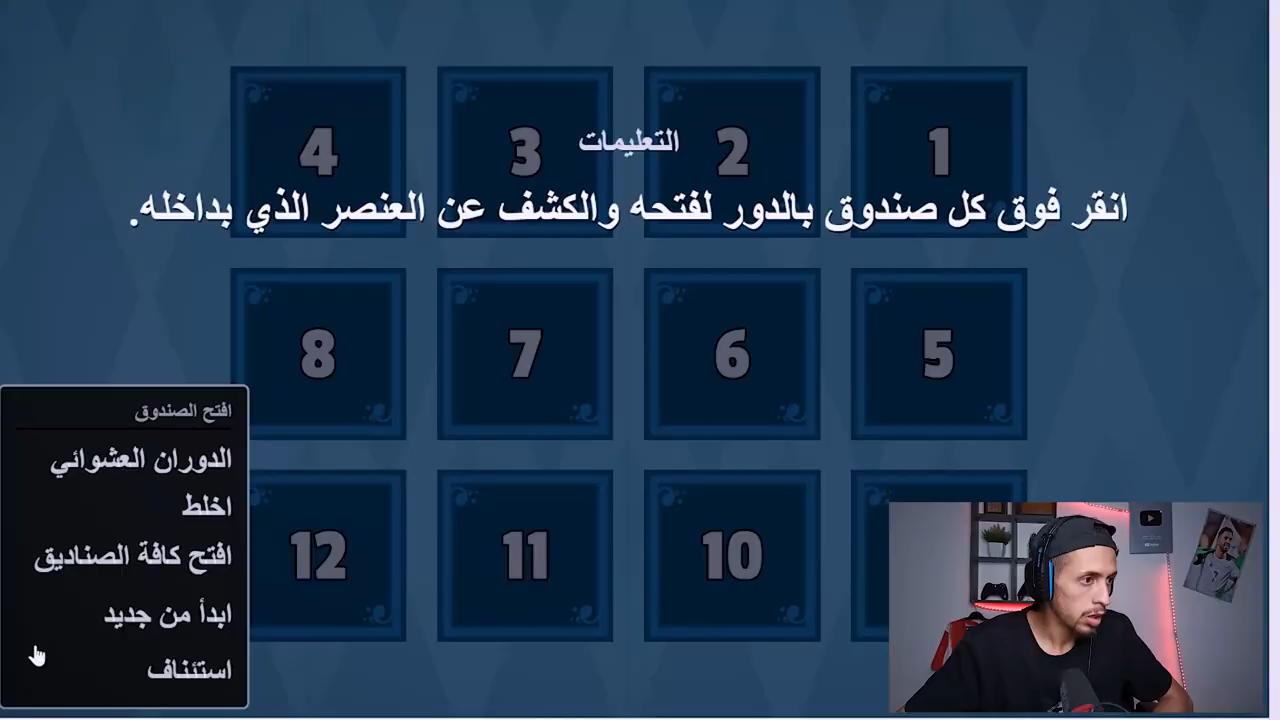 1 2 3 4
التعليمات
انقر فوق كل صندوق بالدور لفتحه والكشف عن العنصر الذي بداخله.
5 6 7 8
10 11 12
افتح الصندوق
الدوران العشوائي
اخلط
افتح كافة الصناديق
ابدأ من جديد
استئناف
7